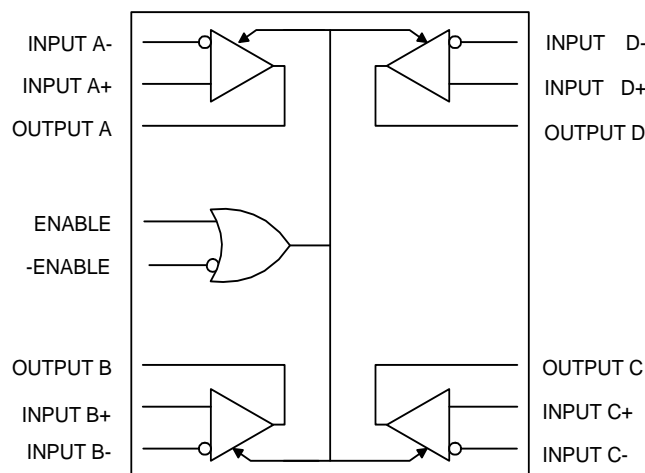 INPUT A-
INPUT A+
OUTPUT A
ENABLE
-ENABLE
OUTPUT B
INPUT B+
INPUT B-
INPUT D-
INPUT D+
OUTPUT D
OUTPUT C
INPUT C+
INPUT C-